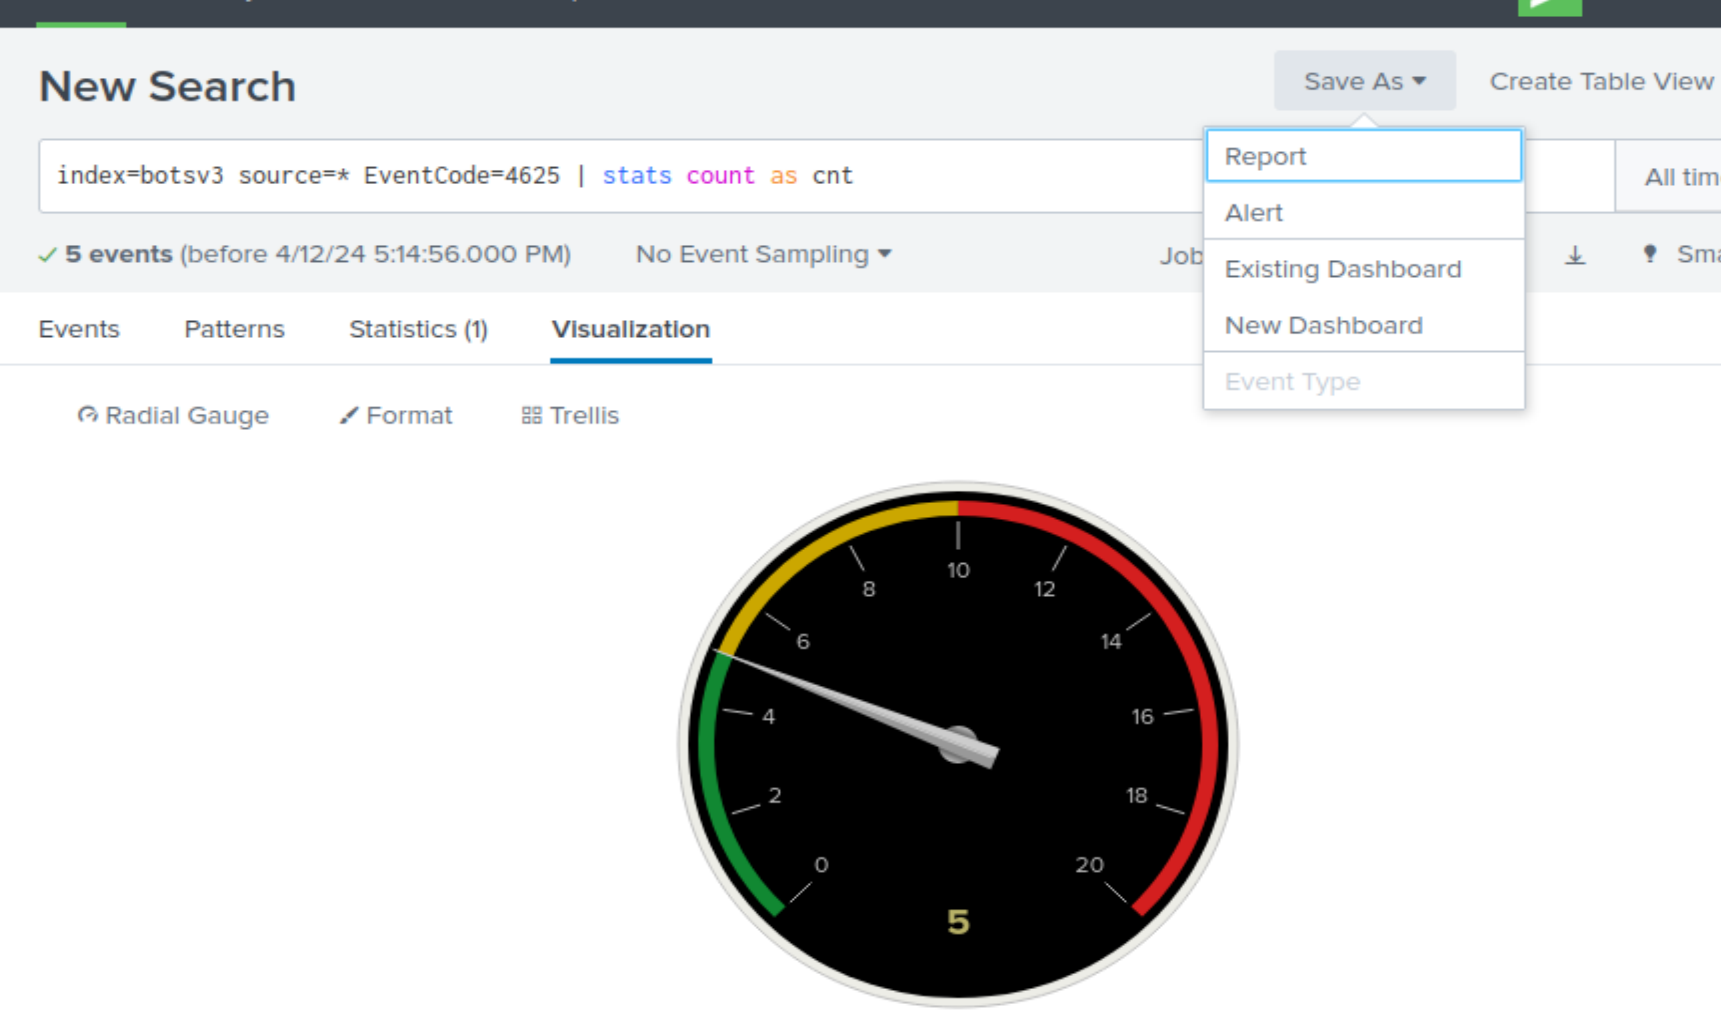 New Search
Save As
Create Table View
index=botsv3 source=* EventCode=4625 | stats count as cnt
All tim
Report
Alert
Existing Dashboard
New Dashboard
Event Type
5 events (before 4/12/24 5:14:56.000 PM)
No Event Sampling
Job
Sma
Events
Patterns
Statistics (1)
Visualization
Radial Gauge
Format
Trellis
0
2
4
6
8
10
12
14
16
18
20
5